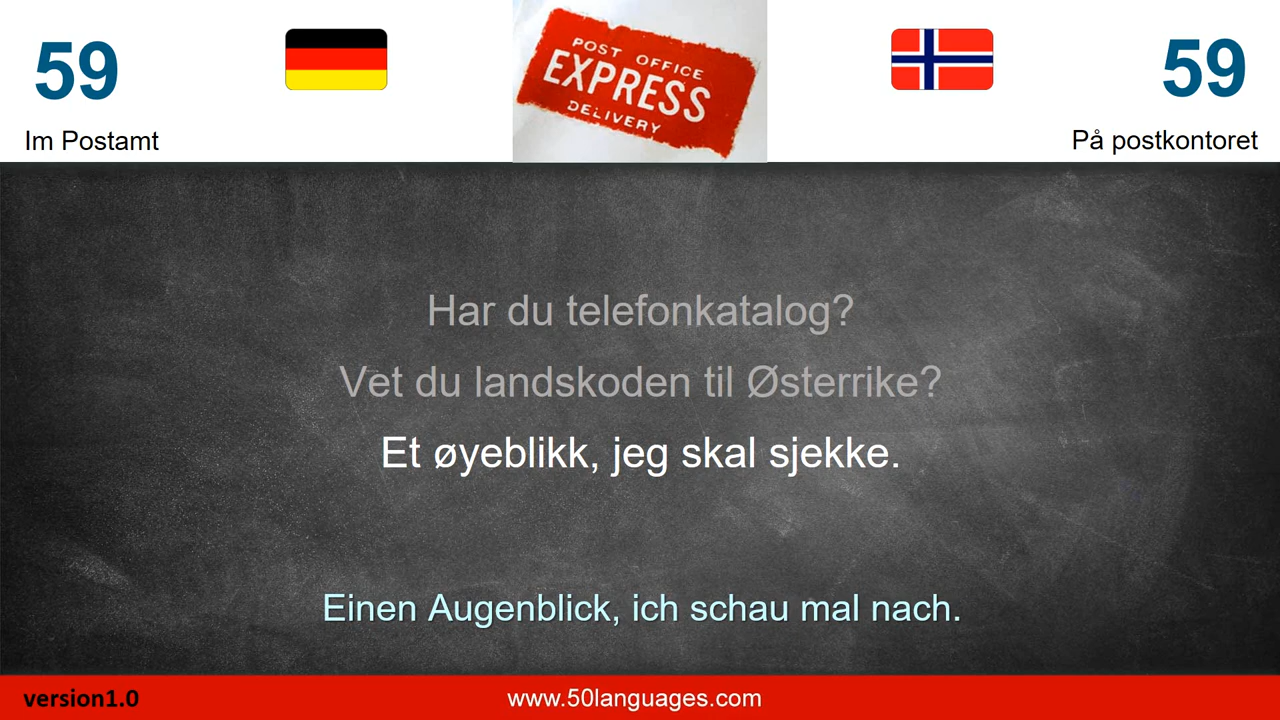 59
59
Im Postamt
På postkontoret
POST OFFICE
EXPRESS
DELIVERY
Har du telefonkatalog?
Vet du landskoden til Østerrike?
Et øyeblikk, jeg skal sjekke.
Einen Augenblick, ich schau mal nach.
version1.0
www.50languages.com